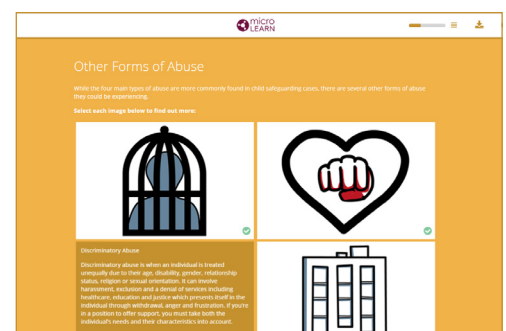 micro
LEARN
Other Forms of Abuse
While the four main types of abuse are more commonly found in child safeguarding cases, there are several other forms of abuse
they could be experiencing.
Select each image below to find out more:
Discriminatory Abuse
Discriminatory abuse is when an individual is treated
unequally due to their age, disability, gender, relationship
status, religion or sexual orientation. It can involve
harassment, exclusion and a denial of services including
healthcare, education and justice which presents itself in the
individual through withdrawal, anger and frustration. If you're
in a position to offer support, you must take both the
individual's needs and their characteristics into account.